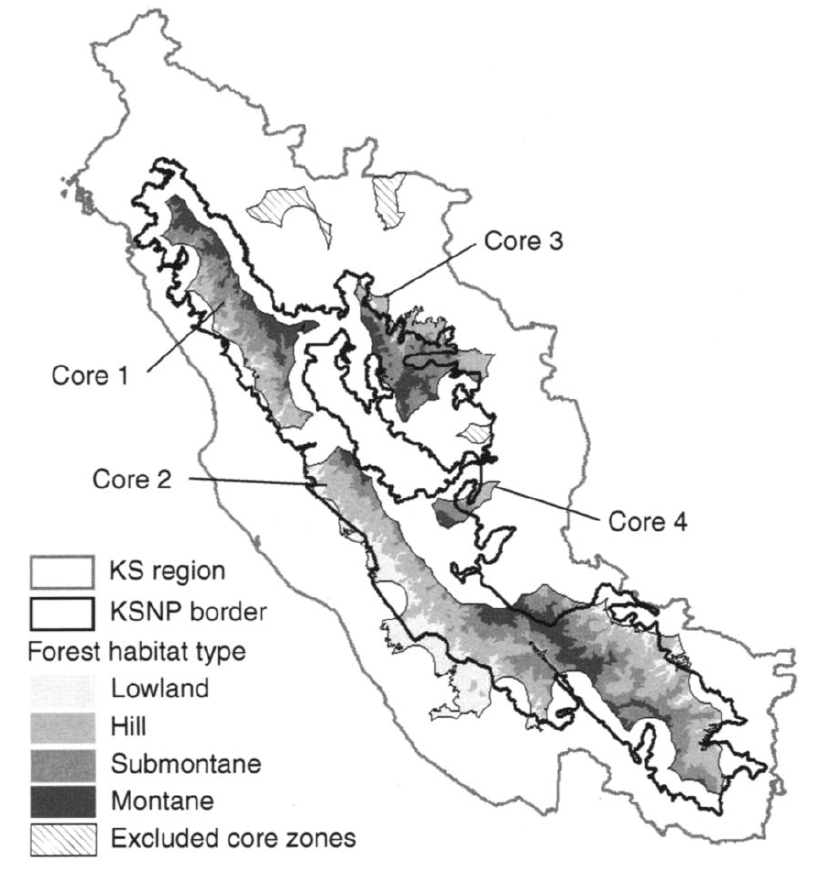 Core 3
Core 1
Core 2
Core 4
KS region
KSNP border
Forest habitat type
Lowland
Hill
Submontane
Montane
Excluded core zones